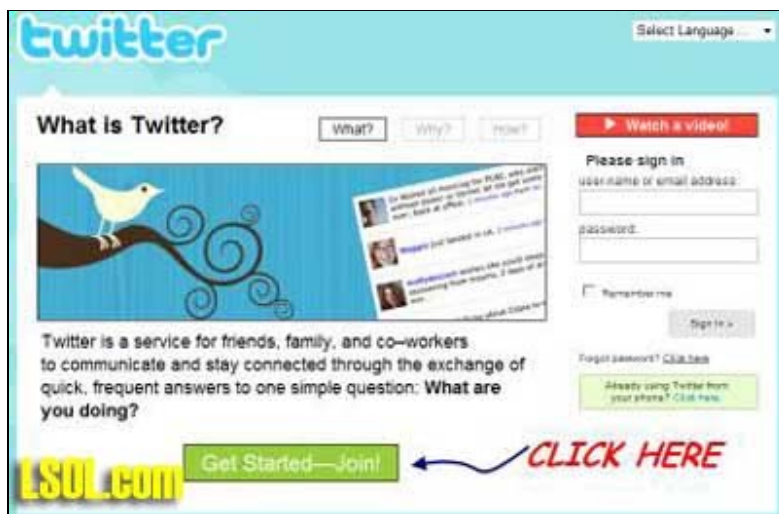 twitter
Select Language...
What is Twitter?
What?
Why?
How?
Watch a video!
Please sign in
user name or email address:
password:
Remember me
Sign In »
Forgot password? Click here
Already using Twitter from
your phone? Click here
Twitter is a service for friends, family, and co–workers
to communicate and stay connected through the exchange of
quick, frequent answers to one simple question: What are
you doing?
Get Started—Join!
CLICK HERE
LSOL.com